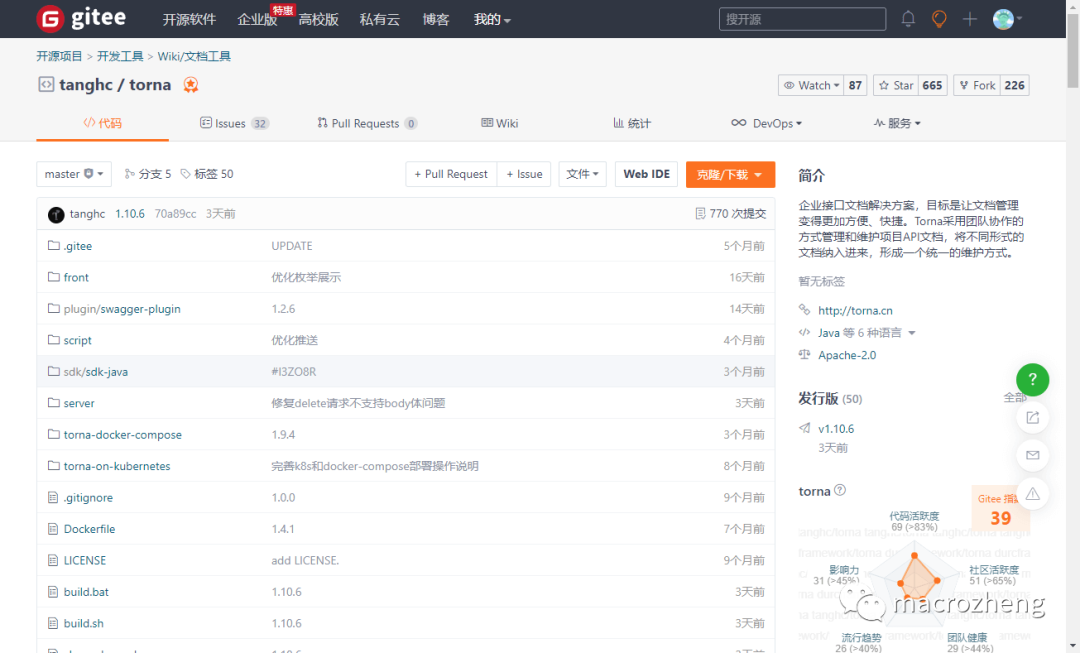 gitee 开源软件 企业版 特惠 高校版 私有云 博客 我的 搜开源
开源项目 > 开发工具 > Wiki/文档工具
tanghc / torna Watch 87 Star 665 Fork 226
代码 Issues 32 Pull Requests 0 Wiki 统计 DevOps 服务
master 分支 5 标签 50 + Pull Request + Issue 文件 Web IDE 克隆/下载
tanghc 1.10.6 70a89cc 3天前 770 次提交
.gitee UPDATE 5个月前
front 优化枚举展示 16天前
plugin/swagger-plugin 1.2.6 14天前
script 优化推送 4个月前
sdk/sdk-java #I3ZO8R 3个月前
server 修复delete请求不支持body体问题 3天前
torna-docker-compose 1.9.4 3个月前
torna-on-kubernetes 完善k8s和docker-compose部署操作说明 8个月前
.gitignore 1.0.0 9个月前
Dockerfile 1.4.1 7个月前
LICENSE add LICENSE. 9个月前
build.bat 1.10.6 3天前
build.sh 1.10.6 3天前
简介
企业接口文档解决方案，目标是让文档管理
变得更加方便、快捷。Torna采用团队协作的
方式管理和维护项目API文档，将不同形式的
文档纳入进来，形成一个统一的维护方式。
暂无标签
http://torna.cn
Java 等 6 种语言
Apache-2.0
?
发行版 (50) 全部
v1.10.6
3天前
torna ?
Gitee 指数
39
代码活跃度
69 (>83%)
影响力
31 (>45%)
社区活跃度
51 (>65%)
macrozheng
流行趋势
26 (>40%)
团队健康
29 (>44%)